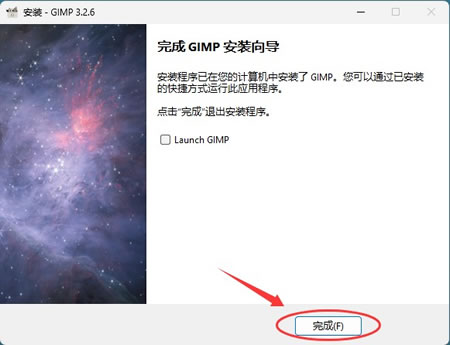 安装 - GIMP 3.2.6
完成 GIMP 安装向导
安装程序已在您的计算机中安装了 GIMP。您可以通过已安装
的快捷方式运行此应用程序。
点击“完成”退出安装程序。
Launch GIMP
完成(F)